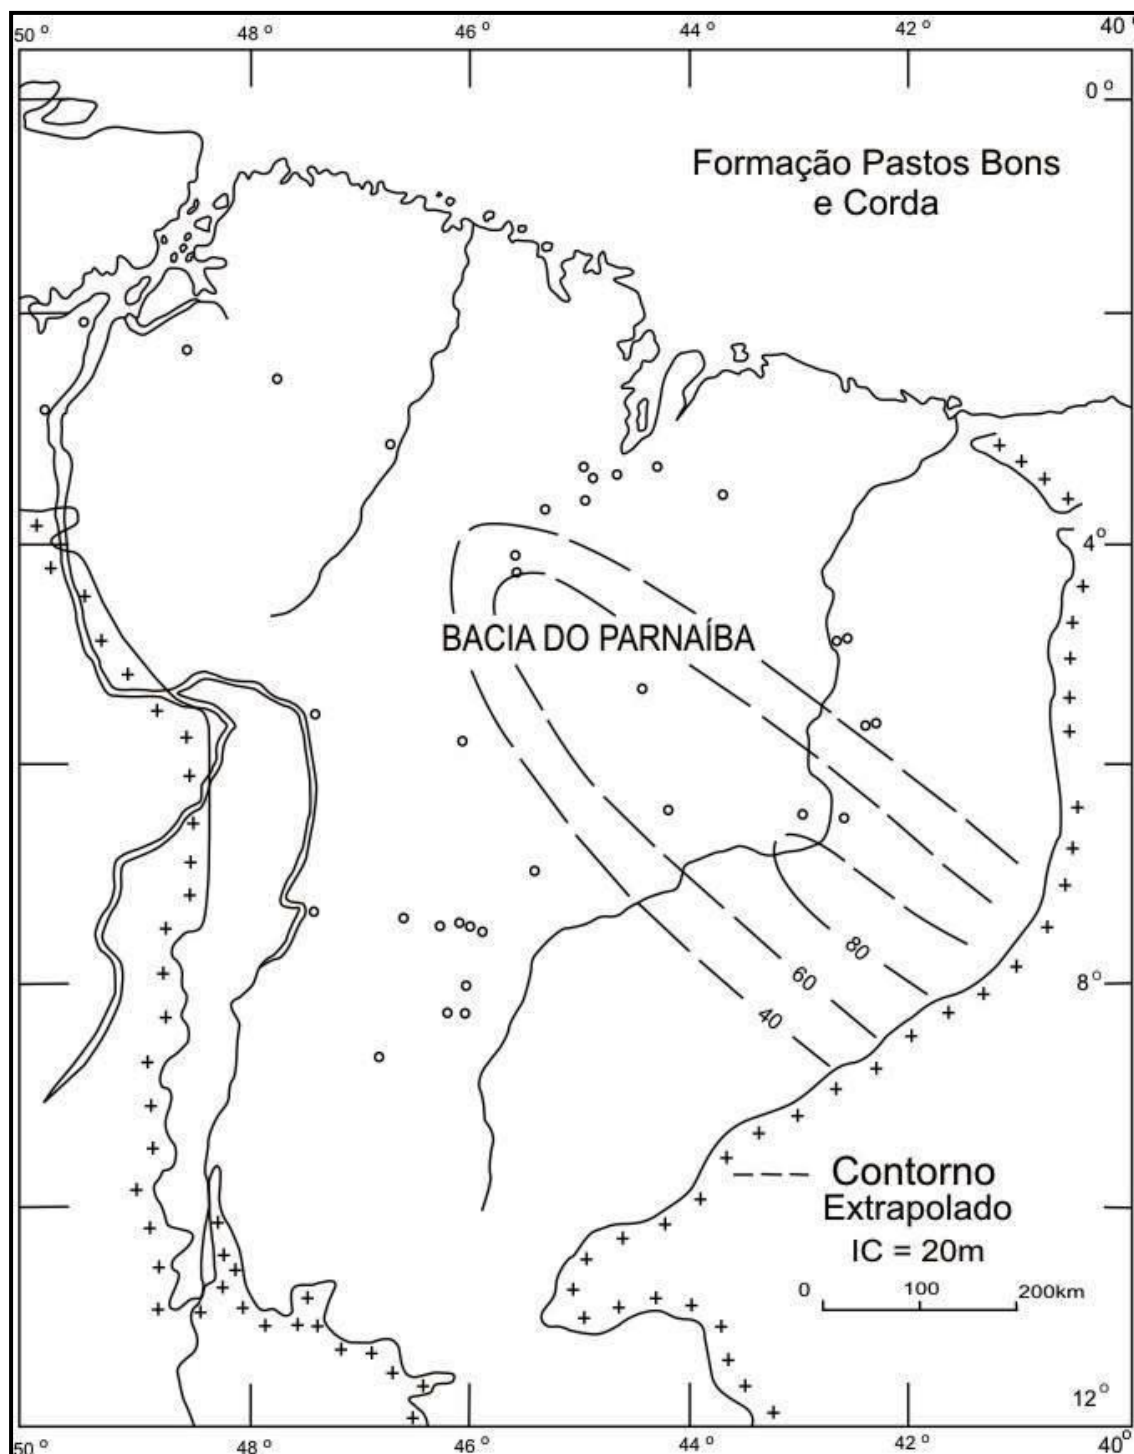 50 º 48 º 46 º 44 º 42 º 40 º
0 º
Formação Pastos Bons
e Corda
4 º
BACIA DO PARNAÍBA
80
60
8 º
40
Contorno
Extrapolado
IC = 20m
0 100 200km
12 º
50 º 48 º 46 º 44 º 42 º 40 º